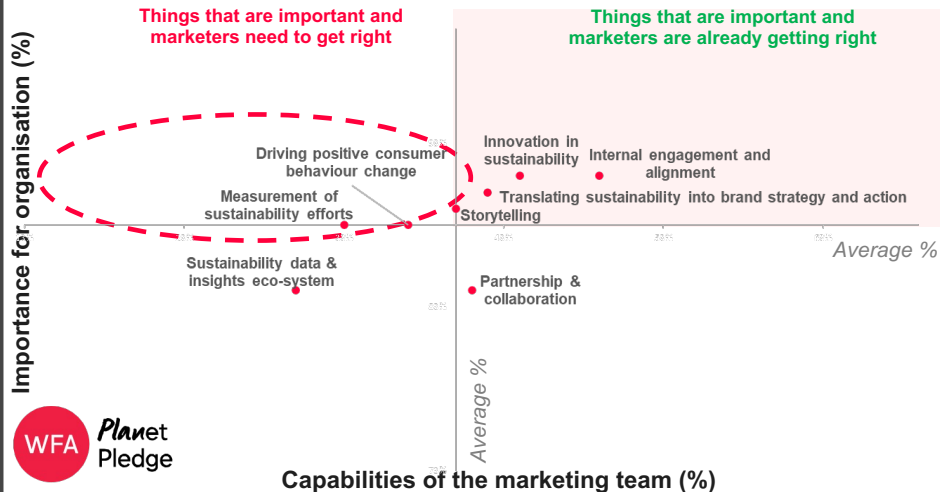 Things that are important and
marketers need to get right
Things that are important and
marketers are already getting right
Importance for organisation (%)
Driving positive consumer
behaviour change
Innovation in
sustainability
Internal engagement and
alignment
Measurement of
sustainability efforts
Translating sustainability into brand strategy and action
Storytelling
Average %
Sustainability data &
insights eco-system
Partnership &
collaboration
Average %
WFA
Planet
Pledge
Capabilities of the marketing team (%)